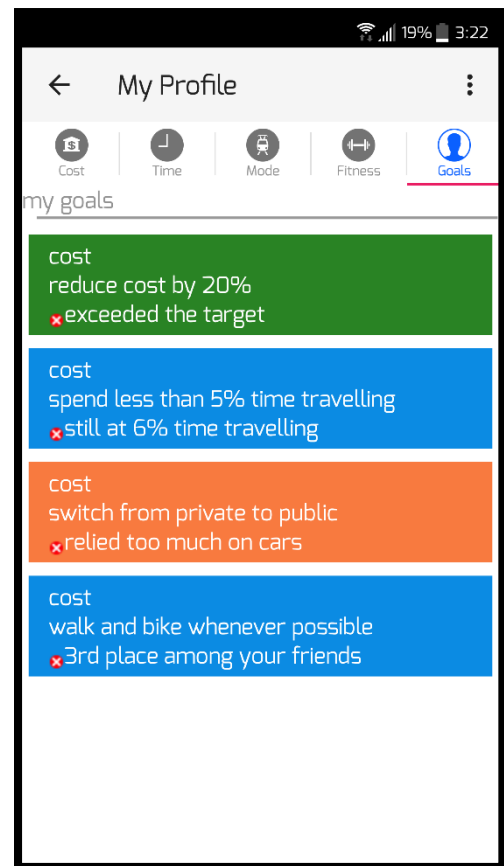 19% 3:22
My Profile
Cost Time Mode Fitness Goals
my goals
cost
reduce cost by 20%
exceeded the target
cost
spend less than 5% time travelling
still at 6% time travelling
cost
switch from private to public
relied too much on cars
cost
walk and bike whenever possible
3rd place among your friends